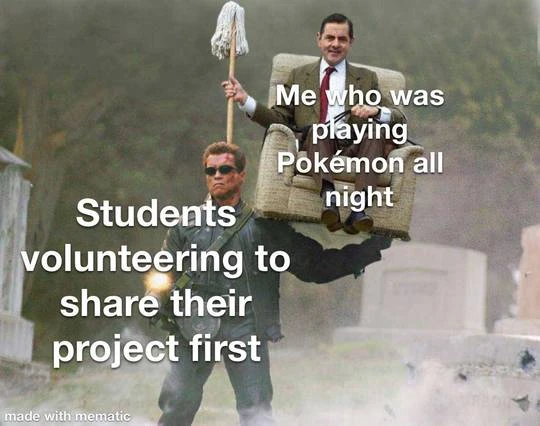 Me who was
playing
Pokémon all
night
Students
volunteering to
share their
project first
made with mematic